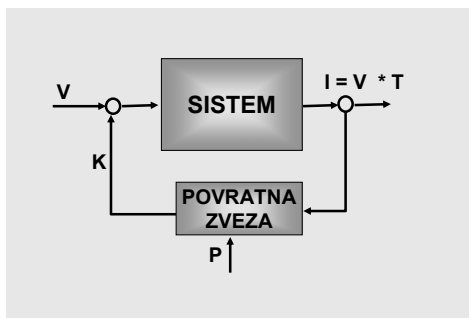 V
SISTEM
I = V * T
K
POVRATNA
ZVEZA
P